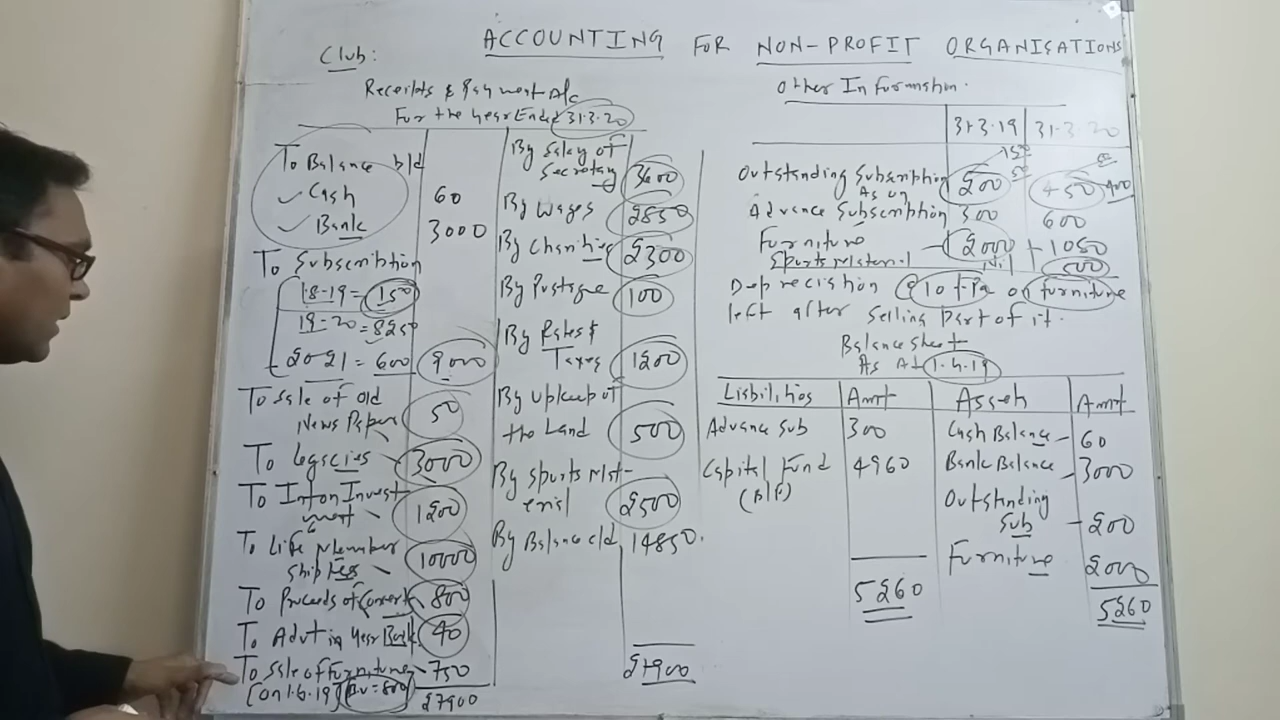 ACCOUNTING FOR NON-PROFIT ORGANISATIONS
Club:
Receipts & Payment A/c
For the Year Ended 31.3.20
To Balance b/d
Cash 60
Bank 3000
To Subscription
18-19 = 150
19-20 = 8250
20-21 = 600 9000
To Sale of old
News Paper 50
To Legacies 3000
To Int on Invest
ment 1200
To Life Member
ship fees 10000
To Proceeds of Concerts 800
To Advt in Year Book 40
To Sale of Furniture 750
(on 1.6.19) B.V = 800
27900
By Salary of
Secretary 3600
By Wages 2850
By Charities 2300
By Postage 100
By Rates &
Taxes 1200
By Upkeep of
the Land 500
By Sports Mat-
erial 2500
By Balance c/d 14850
27900
Other Information.
31.3.19 31.3.20
Outstanding Subscription 200 450
As on
Advance Subscription 300 600
Furniture 2000 + 1050
Sports Material Nil 500
Depreciation @ 10% Pa on furniture
left after selling part of it.
Balance sheet
As At 1.4.19
Liabilities Amt Assets Amt
Advance Sub 300 Cash Balance - 60
Capital Fund 4960 Bank Balance - 3000
(B/F)
Outstanding
Sub - 200
Furniture 2000
5260 5260